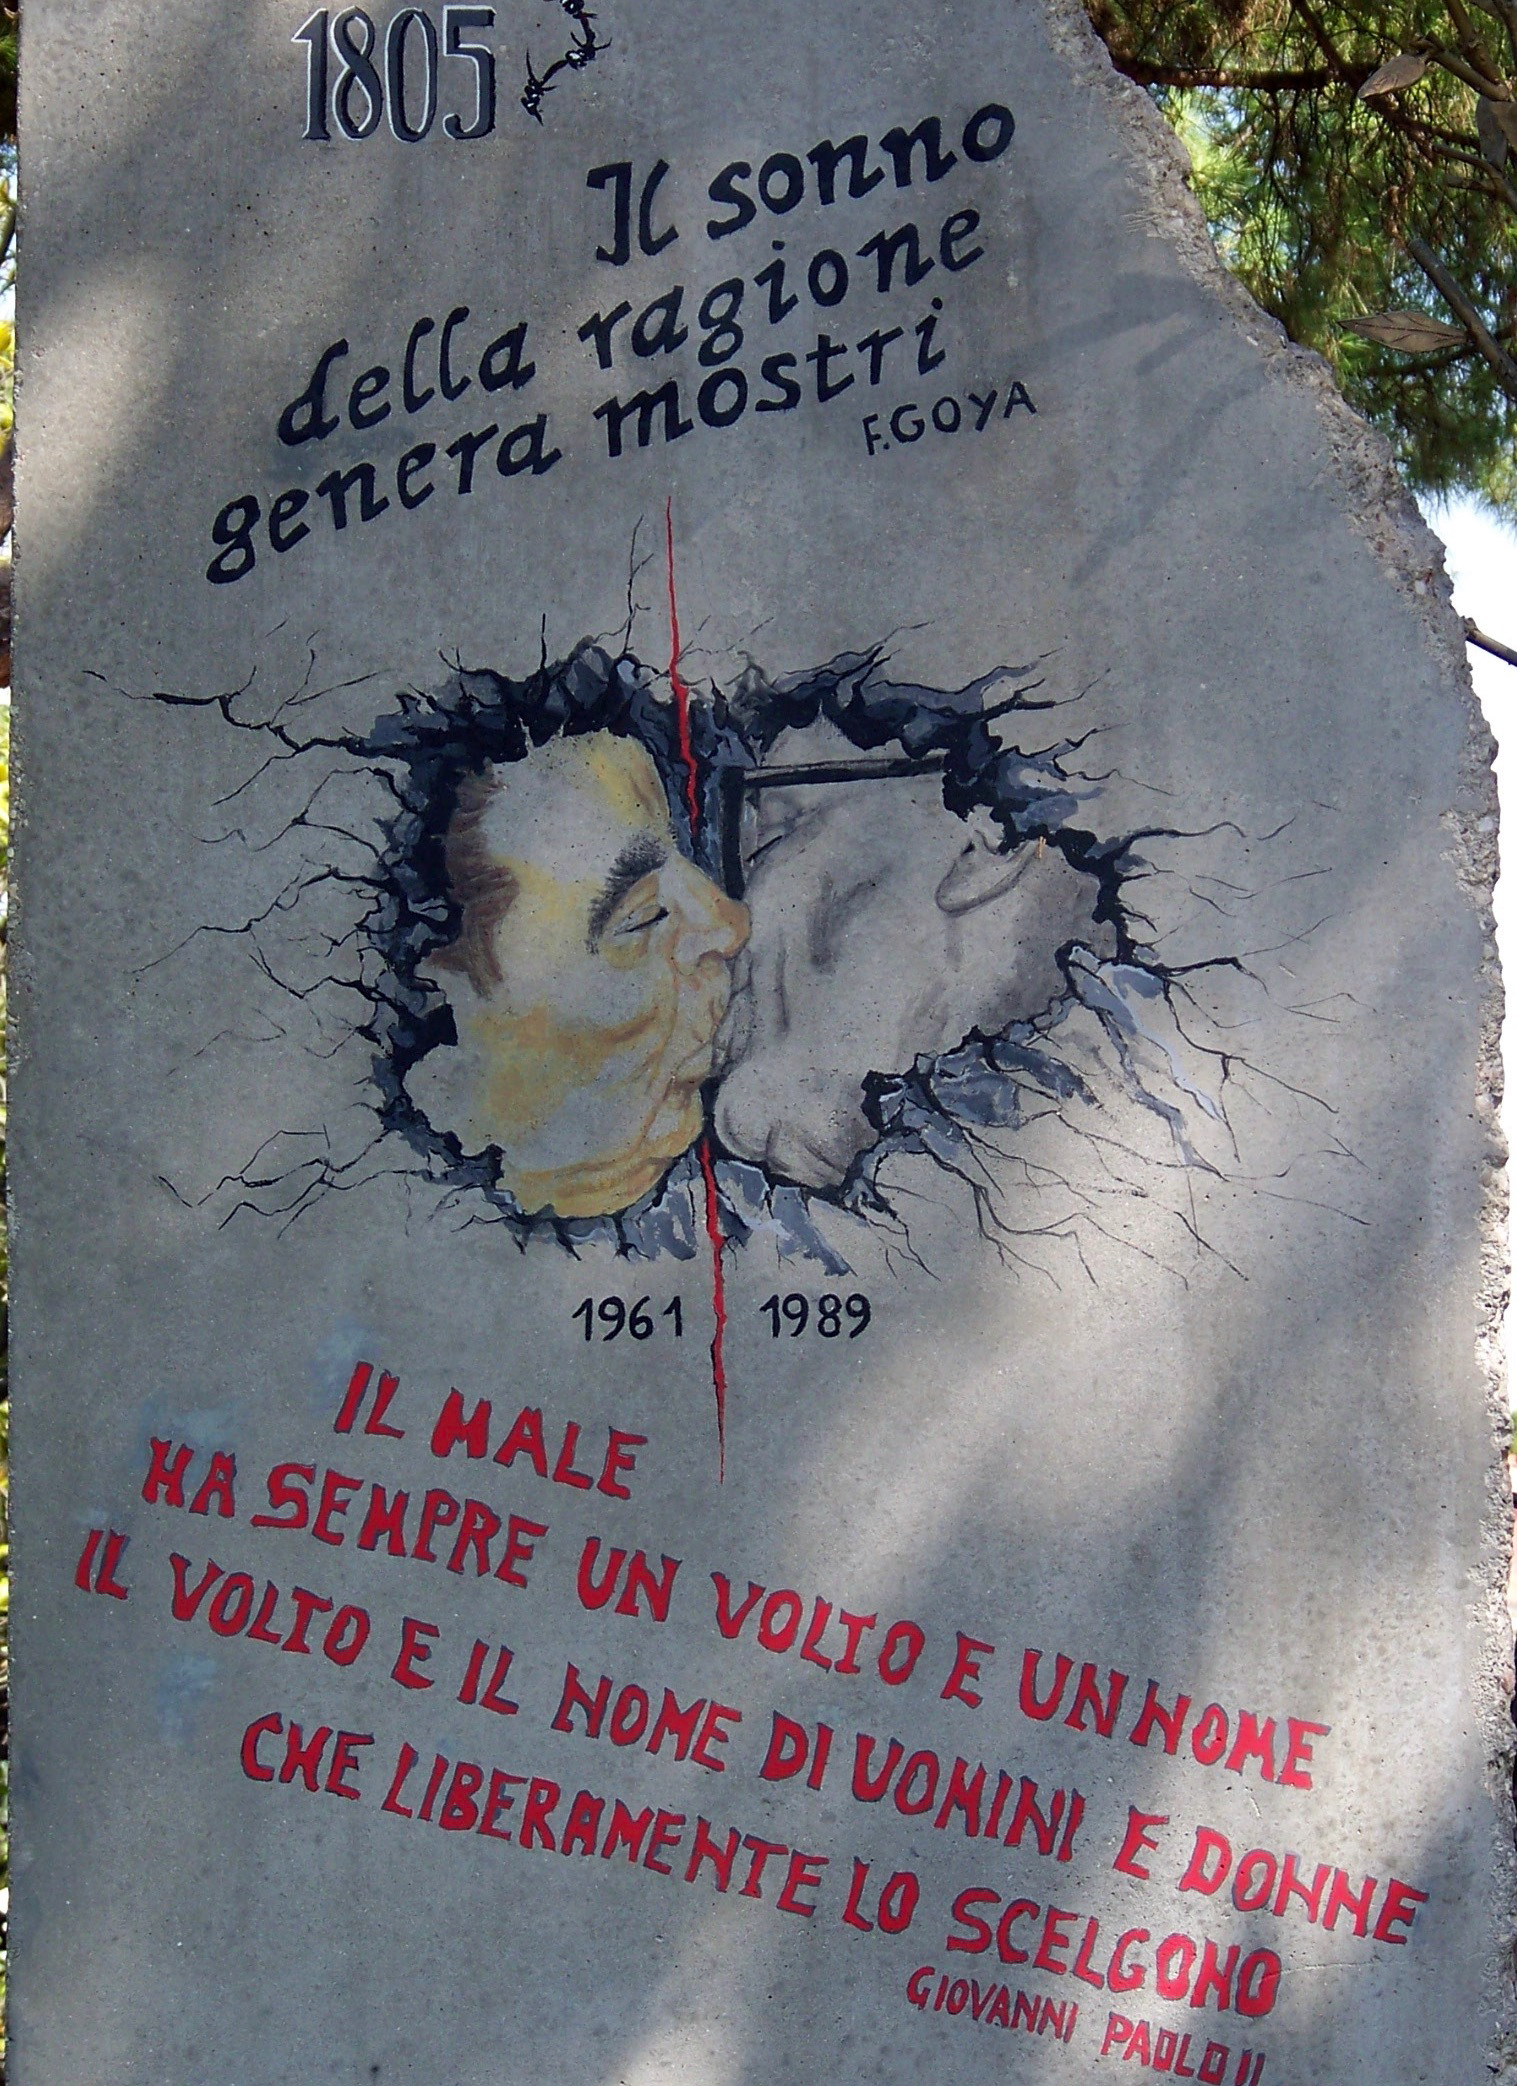 1805
Il sonno
della ragione
genera mostri
F. GOYA
1961 1989
IL MALE
HA SEMPRE UN VOLTO E UN NOME
IL VOLTO E IL NOME DI UOMINI E DONNE
CHE LIBERAMENTE LO SCELGONO
GIOVANNI PAOLO II